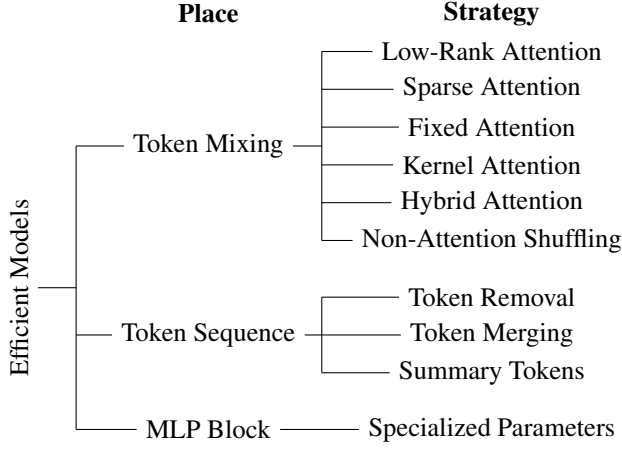 Place Strategy
Low-Rank Attention
Sparse Attention
Fixed Attention
Token Mixing
Kernel Attention
Hybrid Attention
Non-Attention Shuffling
Efficient Models
Token Removal
Token Sequence
Token Merging
Summary Tokens
MLP Block
Specialized Parameters